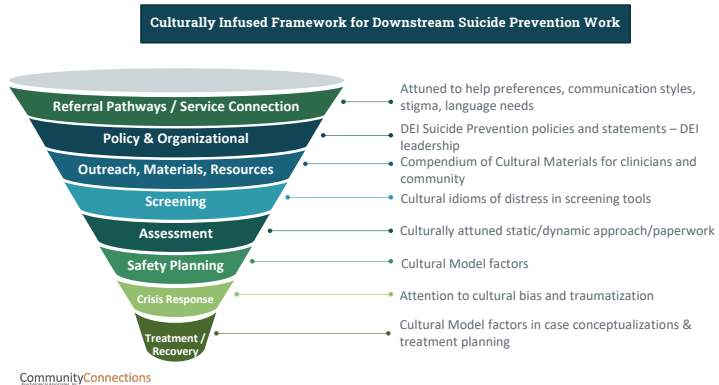 Culturally Infused Framework for Downstream Suicide Prevention Work
Referral Pathways / Service Connection
Attuned to help preferences, communication styles,
stigma, language needs
Policy & Organizational
DEI Suicide Prevention policies and statements – DEI
leadership
Outreach, Materials, Resources
Compendium of Cultural Materials for clinicians and
community
Screening
Cultural idioms of distress in screening tools
Assessment
Culturally attuned static/dynamic approach/paperwork
Safety Planning
Cultural Model factors
Crisis Response
Attention to cultural bias and traumatization
Treatment /
Recovery
Cultural Model factors in case conceptualizations &
treatment planning
CommunityConnections